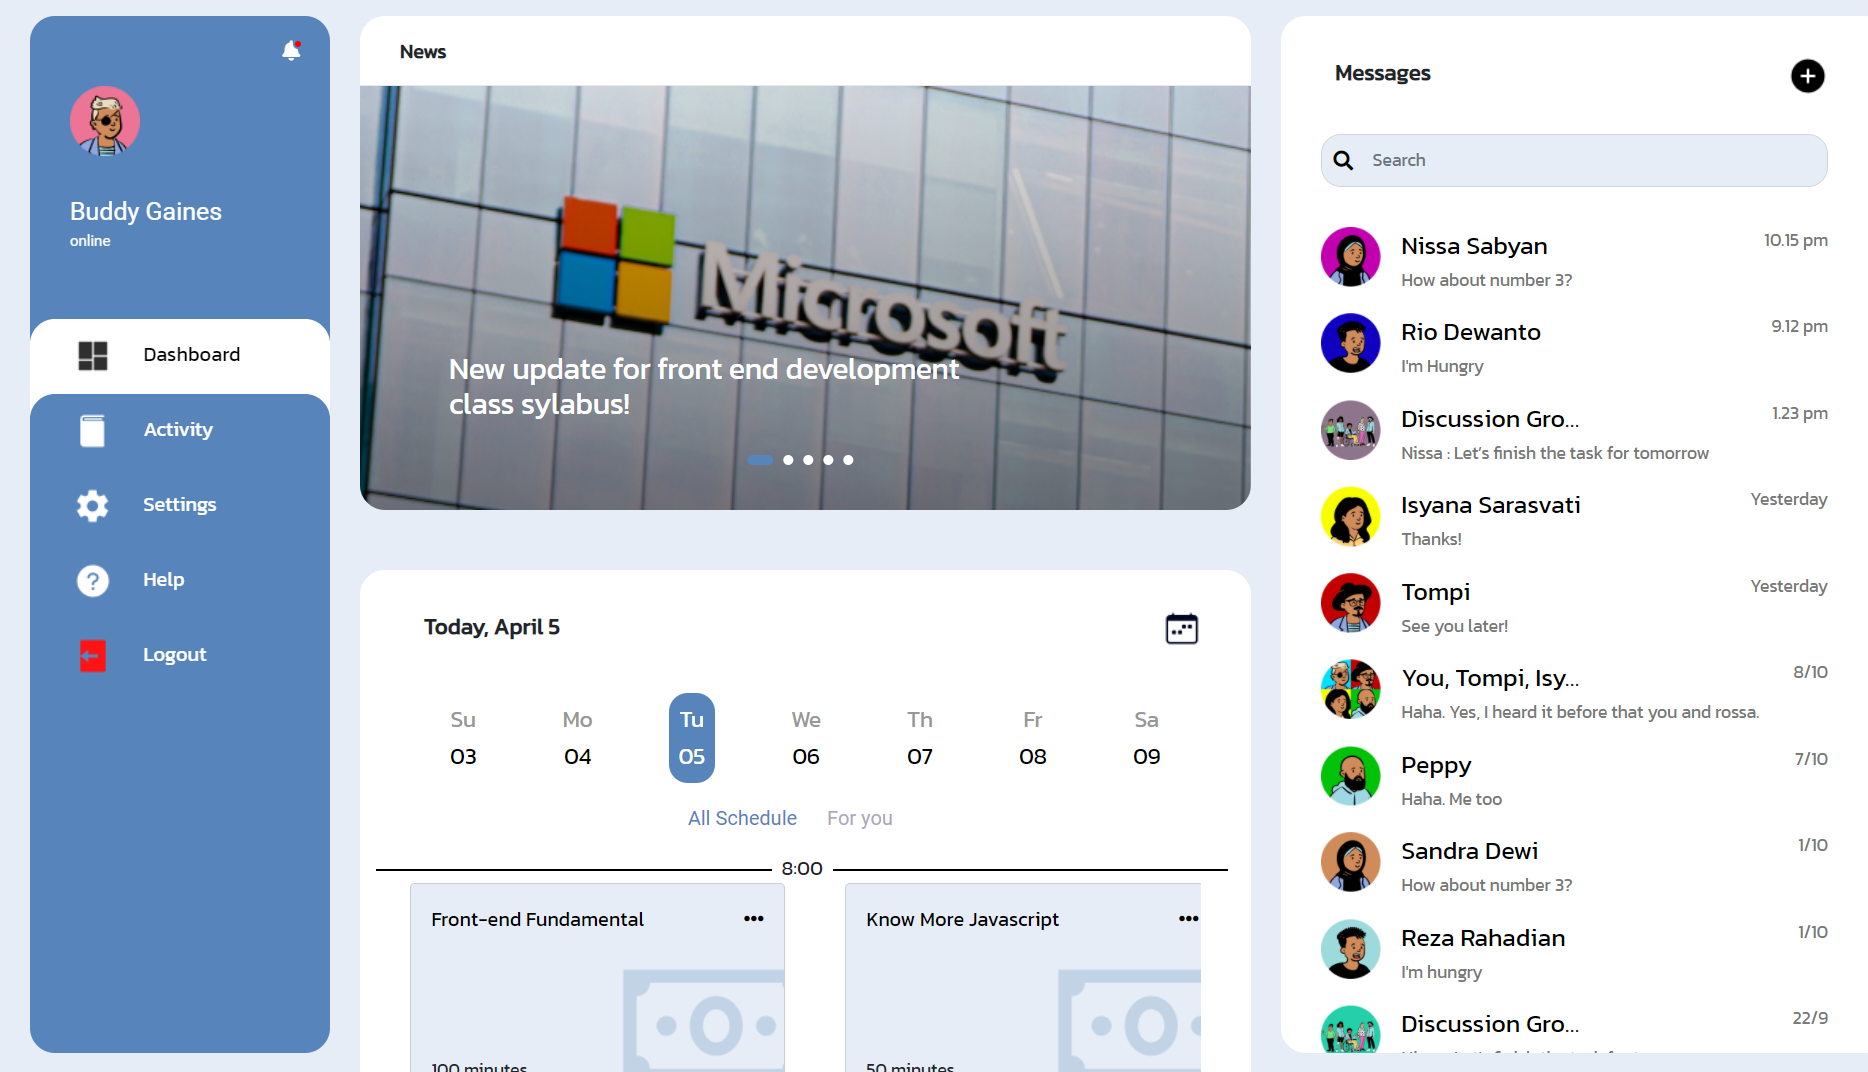 Buddy Gaines
online
Dashboard
Activity
Settings
Help
Logout
News
Microsoft
New update for front end development
class sylabus!
Today, April 5
Su Mo Tu We Th Fr Sa
03 04 05 06 07 08 09
All Schedule For you
8:00
Front-end Fundamental
100 minutes
Know More Javascript
50 minutes
Messages
Search
Nissa Sabyan 10.15 pm
How about number 3?
Rio Dewanto 9.12 pm
I'm Hungry
Discussion Gro... 1.23 pm
Nissa : Let's finish the task for tomorrow
Isyana Sarasvati Yesterday
Thanks!
Tompi Yesterday
See you later!
You, Tompi, Isy... 8/10
Haha. Yes, I heard it before that you and rossa.
Peppy 7/10
Haha. Me too
Sandra Dewi 1/10
How about number 3?
Reza Rahadian 1/10
I'm hungry
Discussion Gro... 22/9